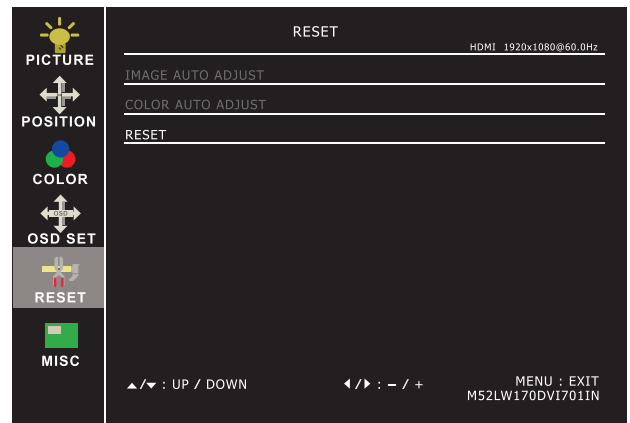 RESET
HDMI 1920x1080@60.0Hz
PICTURE
IMAGE AUTO ADJUST
COLOR AUTO ADJUST
POSITION
RESET
COLOR
OSD
OSD SET
RESET
MISC
▲/▼ : UP / DOWN
◀/▶ : – / +
MENU : EXIT
M52LW170DVI701IN